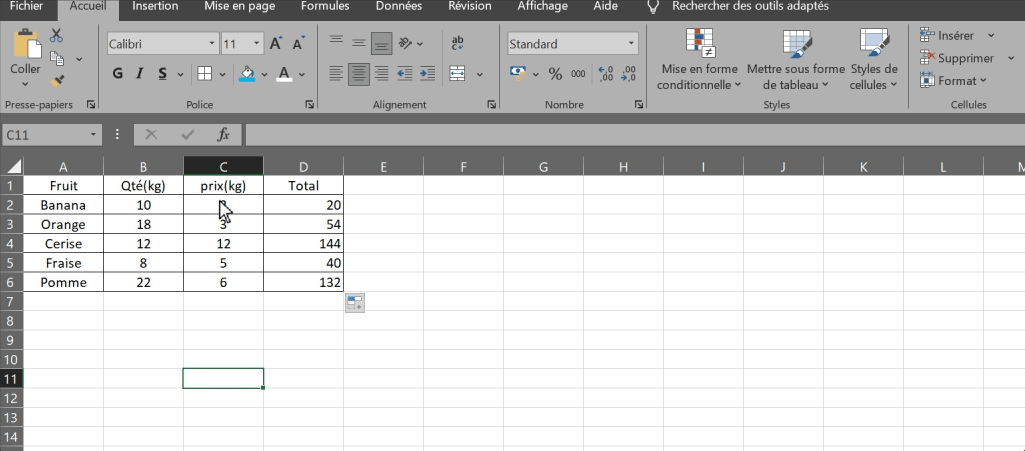 Fichier Accueil Insertion Mise en page Formules Données Révision Affichage Aide Rechercher des outils adaptés
Coller
Calibri 11
G I S A
ab
c
Standard
% 000
Mise en forme conditionnelle
Mettre sous forme de tableau
Styles de cellules
Insérer
Supprimer
Format
Presse-papiers Police Alignement Nombre Styles Cellules
C11 fx
A B C D E F G H I J K L M
1 Fruit Qté(kg) prix(kg) Total
2 Banana 10 20
3 Orange 18 3 54
4 Cerise 12 12 144
5 Fraise 8 5 40
6 Pomme 22 6 132
7
8
9
10
11
12
13
14